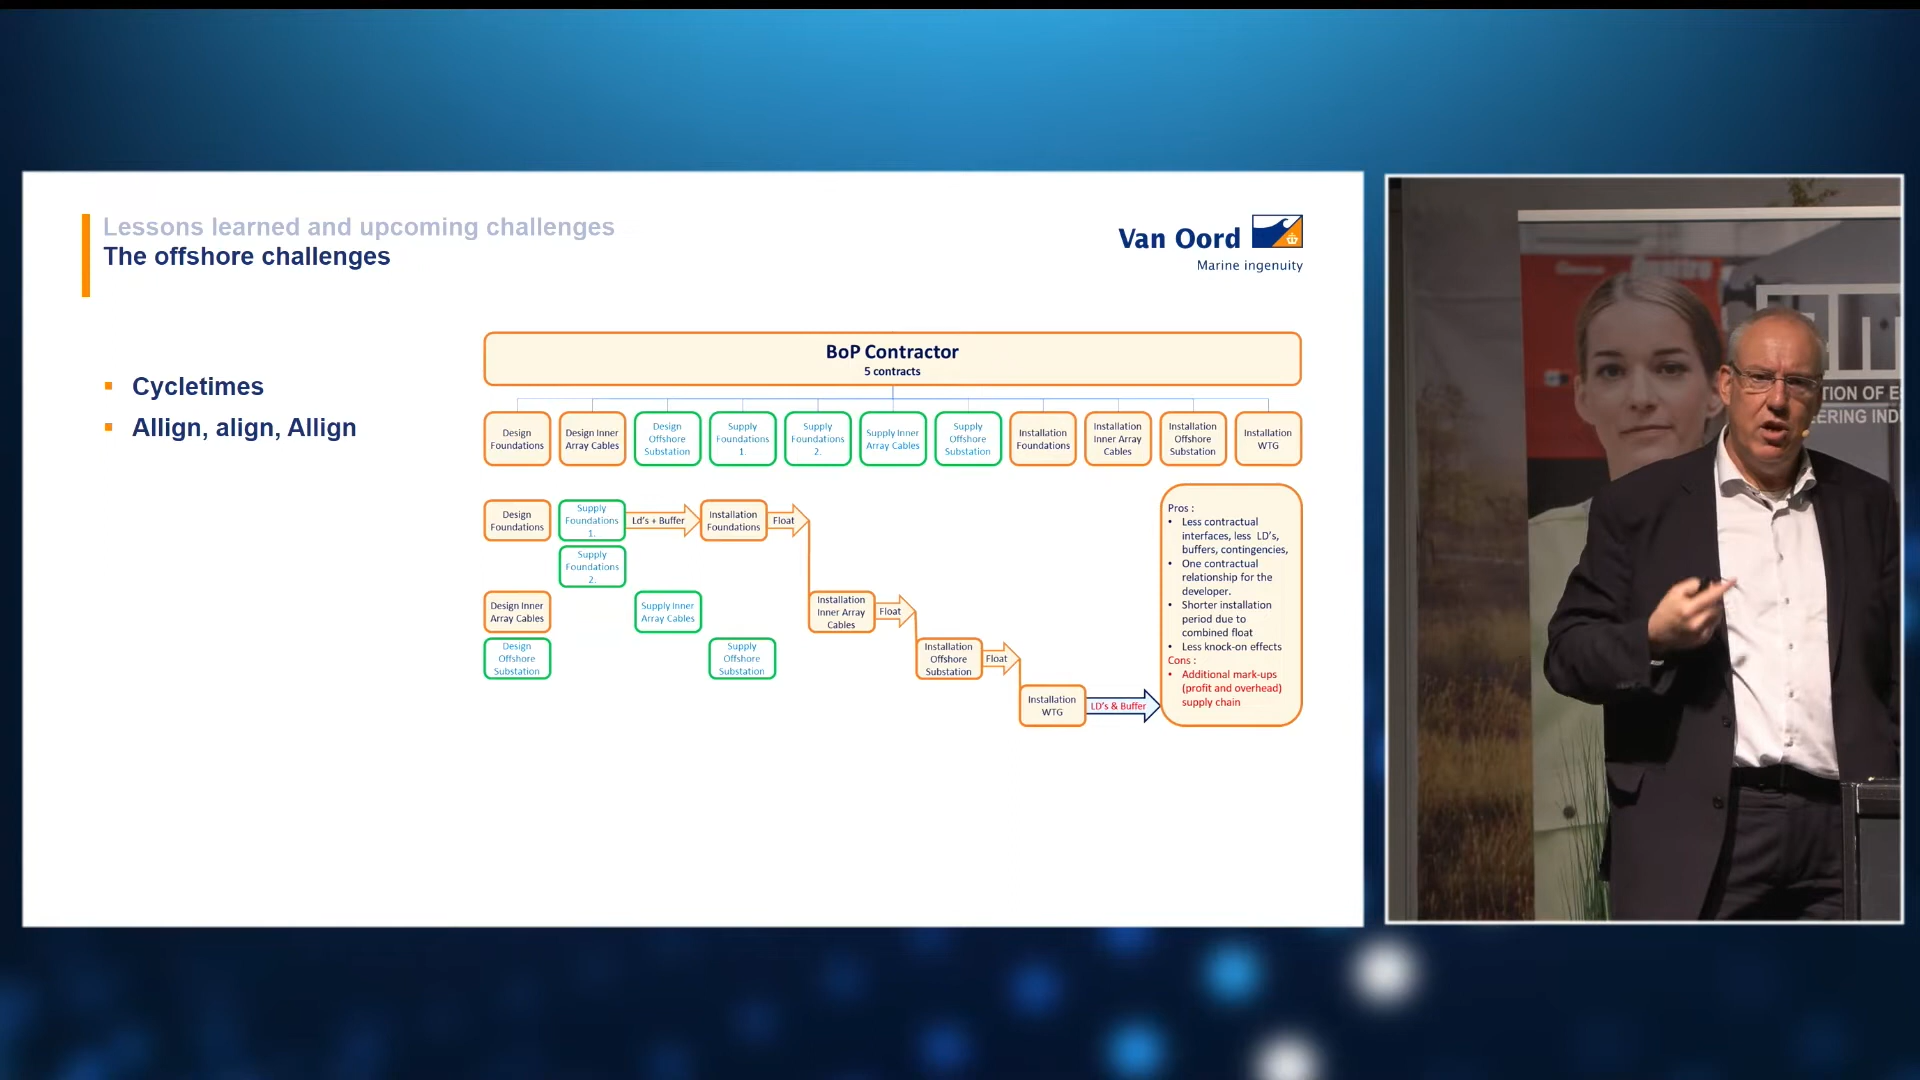 Lessons learned and upcoming challenges
The offshore challenges
Van Oord
Marine ingenuity
Cycletimes
Allign, align, Allign
BoP Contractor
5 contracts
Design
Foundations
Design Inner
Array Cables
Design
Offshore
Substation
Supply
Foundations
1.
Supply
Foundations
2.
Supply Inner
Array Cables
Supply
Offshore
Substation
Installation
Foundations
Installation
Inner Array
Cables
Installation
Offshore
Substation
Installation
WTG
Design
Foundations
Supply
Foundations
1.
Ld's + Buffer
Installation
Foundations
Float
Supply
Foundations
2.
Design Inner
Array Cables
Supply Inner
Array Cables
Installation
Inner Array
Cables
Float
Design
Offshore
Substation
Supply
Offshore
Substation
Installation
Offshore
Substation
Float
Installation
WTG
LD's & Buffer
Pros :
• Less contractual
interfaces, less LD's,
buffers, contingencies,
• One contractual
relationship for the
developer.
• Shorter installation
period due to
combined float
• Less knock-on effects
Cons :
• Additional mark-ups
(profit and overhead)
supply chain
TION OF E
ERING IND